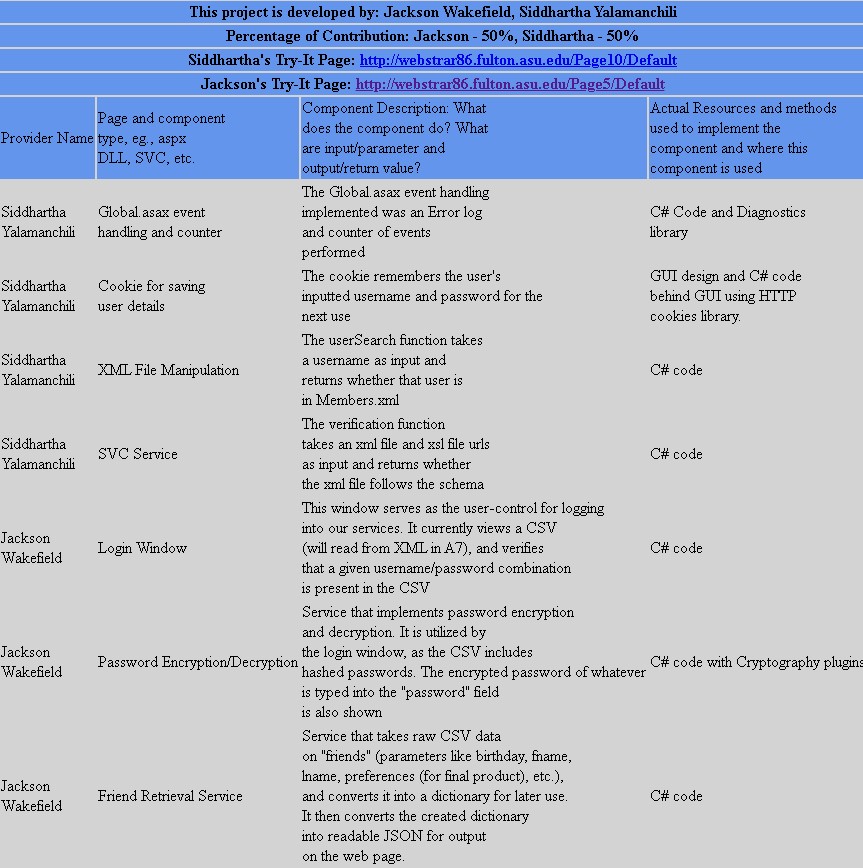 This project is developed by: Jackson Wakefield, Siddhartha Yalamanchili
Percentage of Contribution: Jackson - 50%, Siddhartha - 50%
Siddhartha's Try-It Page: http://webstrar86.fulton.asu.edu/Page10/Default
Jackson's Try-It Page: http://webstrar86.fulton.asu.edu/Page5/Default
Provider Name
Page and component
type, eg., aspx
DLL, SVC, etc.
Component Description: What
does the component do? What
are input/parameter and
output/return value?
Actual Resources and methods
used to implement the
component and where this
component is used
Siddhartha
Yalamanchili
Global.asax event
handling and counter
The Global.asax event handling
implemented was an Error log
and counter of events
performed
C# Code and Diagnostics
library
Siddhartha
Yalamanchili
Cookie for saving
user details
The cookie remembers the user's
inputted username and password for the
next use
GUI design and C# code
behind GUI using HTTP
cookies library.
Siddhartha
Yalamanchili
XML File Manipulation
The userSearch function takes
a username as input and
returns whether that user is
in Members.xml
C# code
Siddhartha
Yalamanchili
SVC Service
The verification function
takes an xml file and xsl file urls
as input and returns whether
the xml file follows the schema
C# code
Jackson
Wakefield
Login Window
This window serves as the user-control for logging
into our services. It currently views a CSV
(will read from XML in A7), and verifies
that a given username/password combination
is present in the CSV
C# code
Jackson
Wakefield
Password Encryption/Decryption
Service that implements password encryption
and decryption. It is utilized by
the login window, as the CSV includes
hashed passwords. The encrypted password of whatever
is typed into the "password" field
is also shown
C# code with Cryptography plugins
Jackson
Wakefield
Friend Retrieval Service
Service that takes raw CSV data
on "friends" (parameters like birthday, fname,
lname, preferences (for final product), etc.),
and converts it into a dictionary for later use.
It then converts the created dictionary
into readable JSON for output
on the web page.
C# code